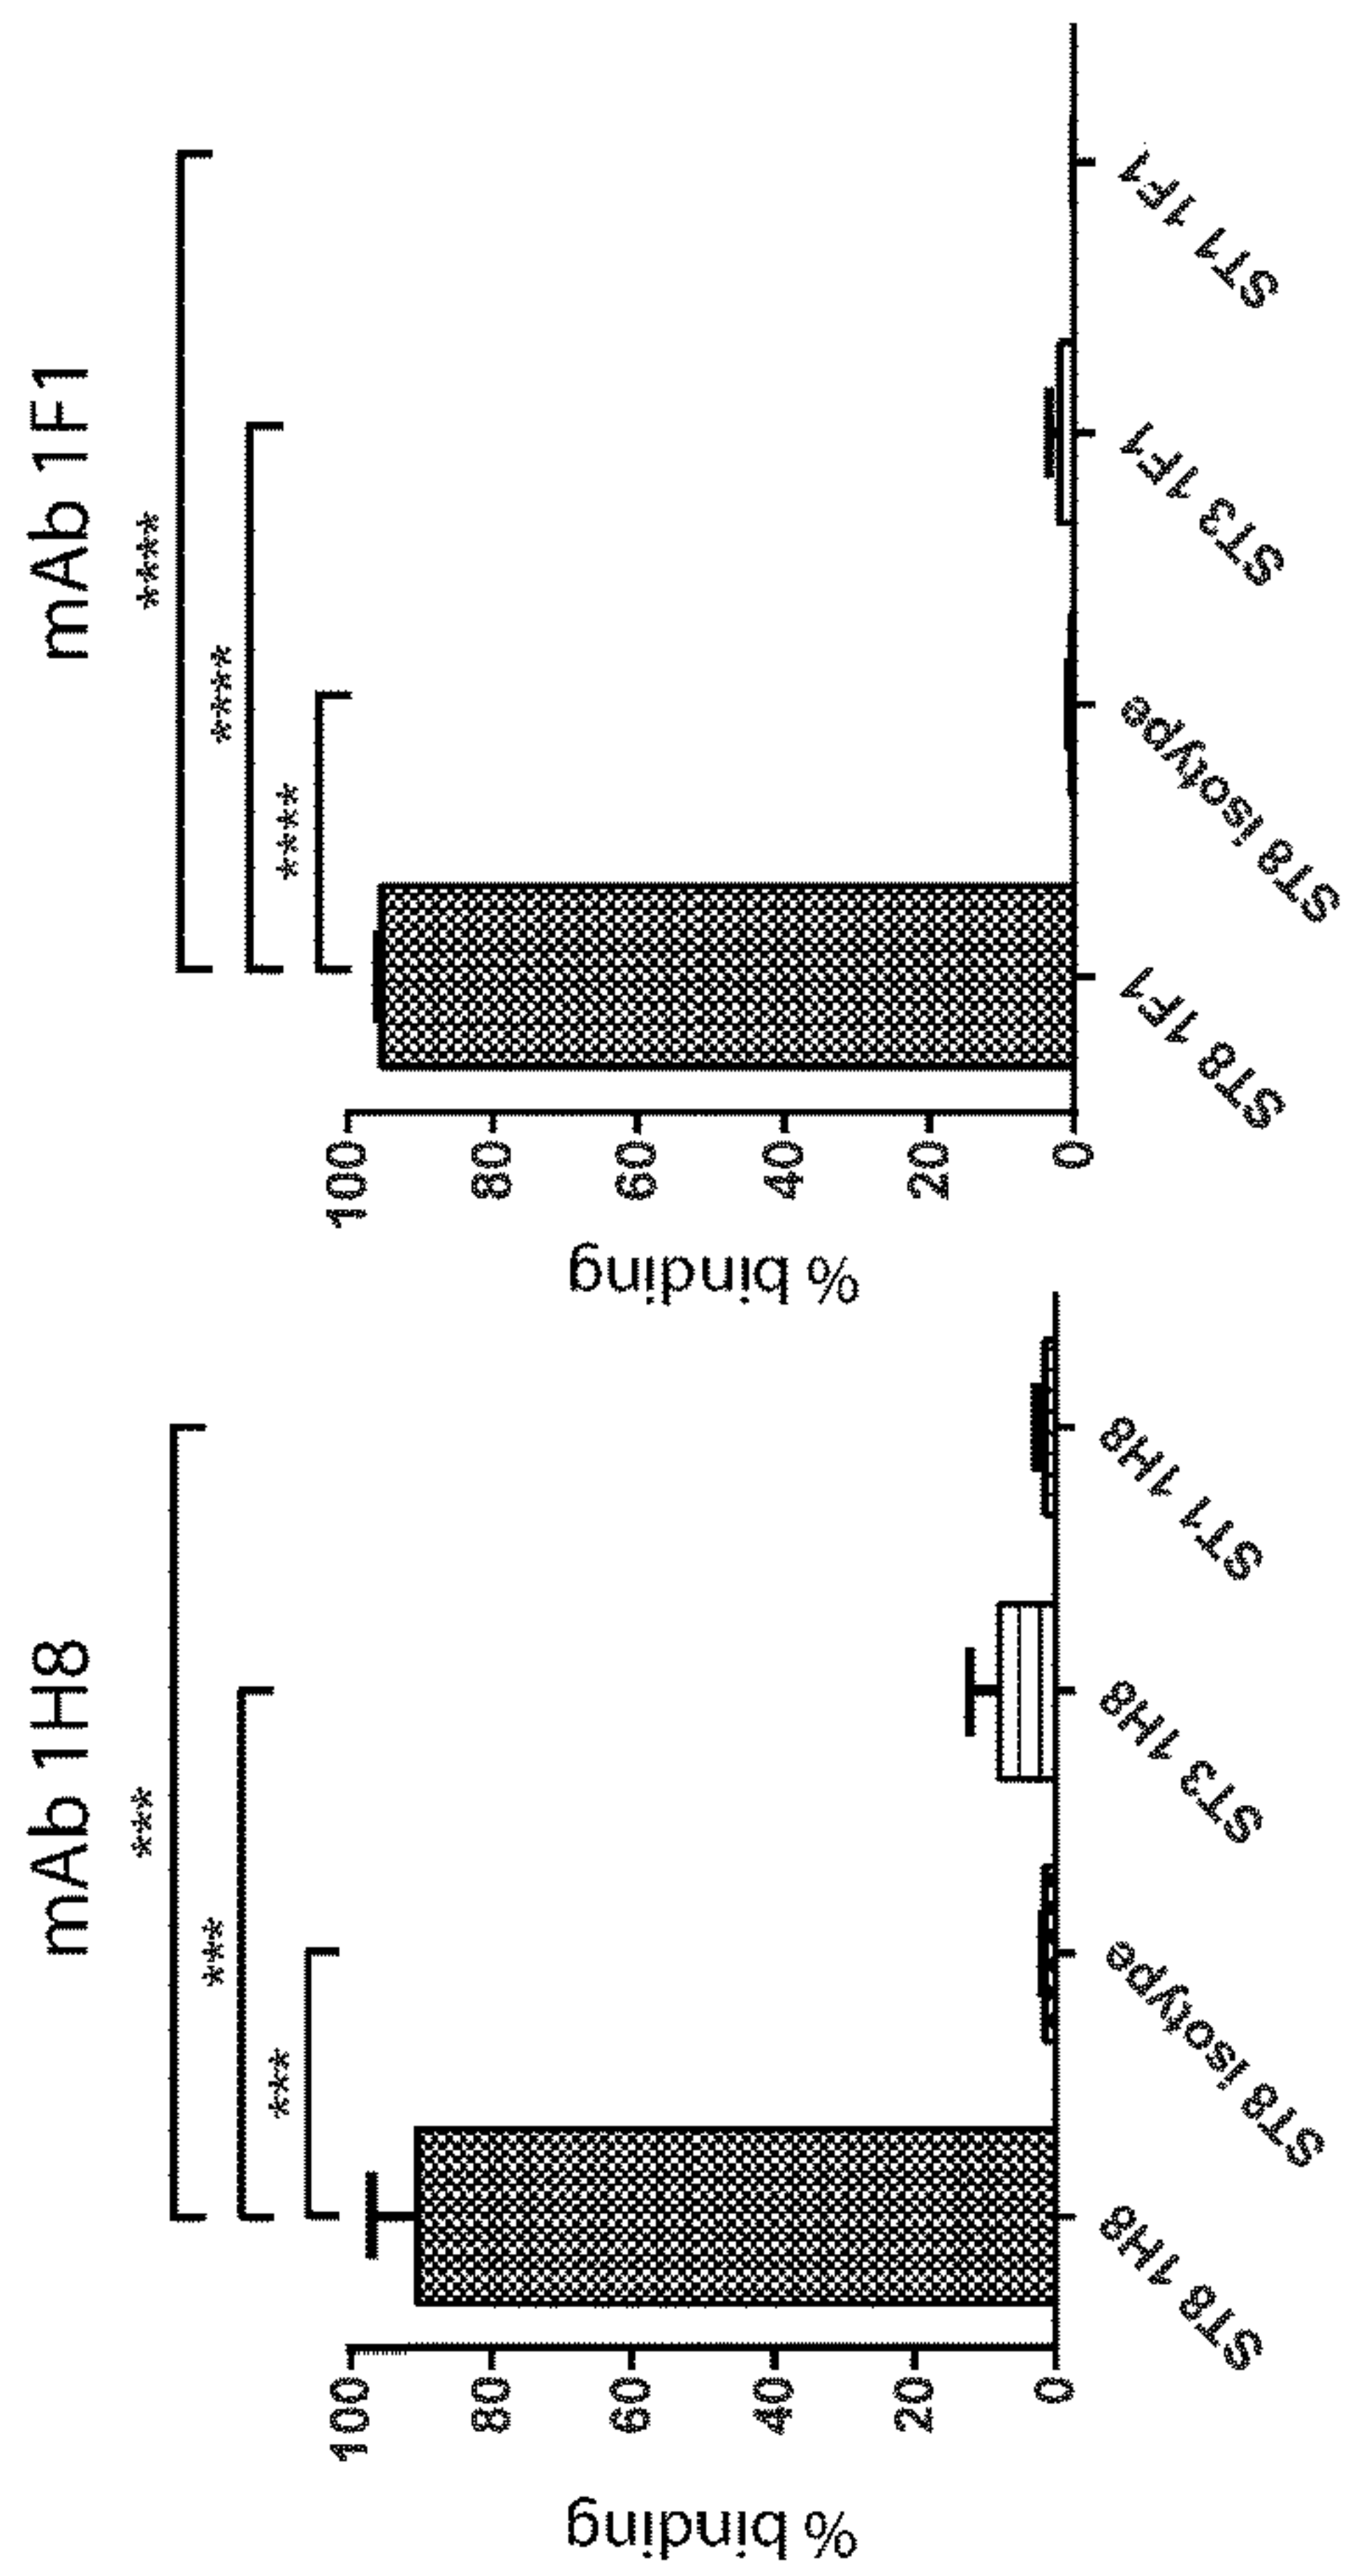 mAb 1H8
***
***
***
% binding
100
80
60
40
20
0
ST8 1H8
ST8 isotype
ST3 1H8
ST1 1H8
mAb 1F1
****
****
****
% binding
100
80
60
40
20
0
ST8 1F1
ST8 isotype
ST3 1F1
ST1 1F1